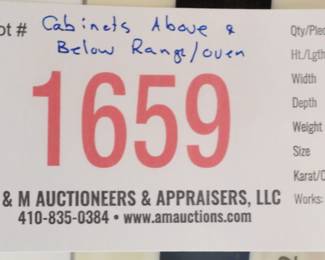 ot # Cabinets Above &
Below Range/oven
1659
& M AUCTIONEERS & APPRAISERS, LLC
410-835-0384 • www.amauctions.com
Qty/Piec
Ht./Lgth
Width
Depth
Weight
Size
Karat/C
Works: